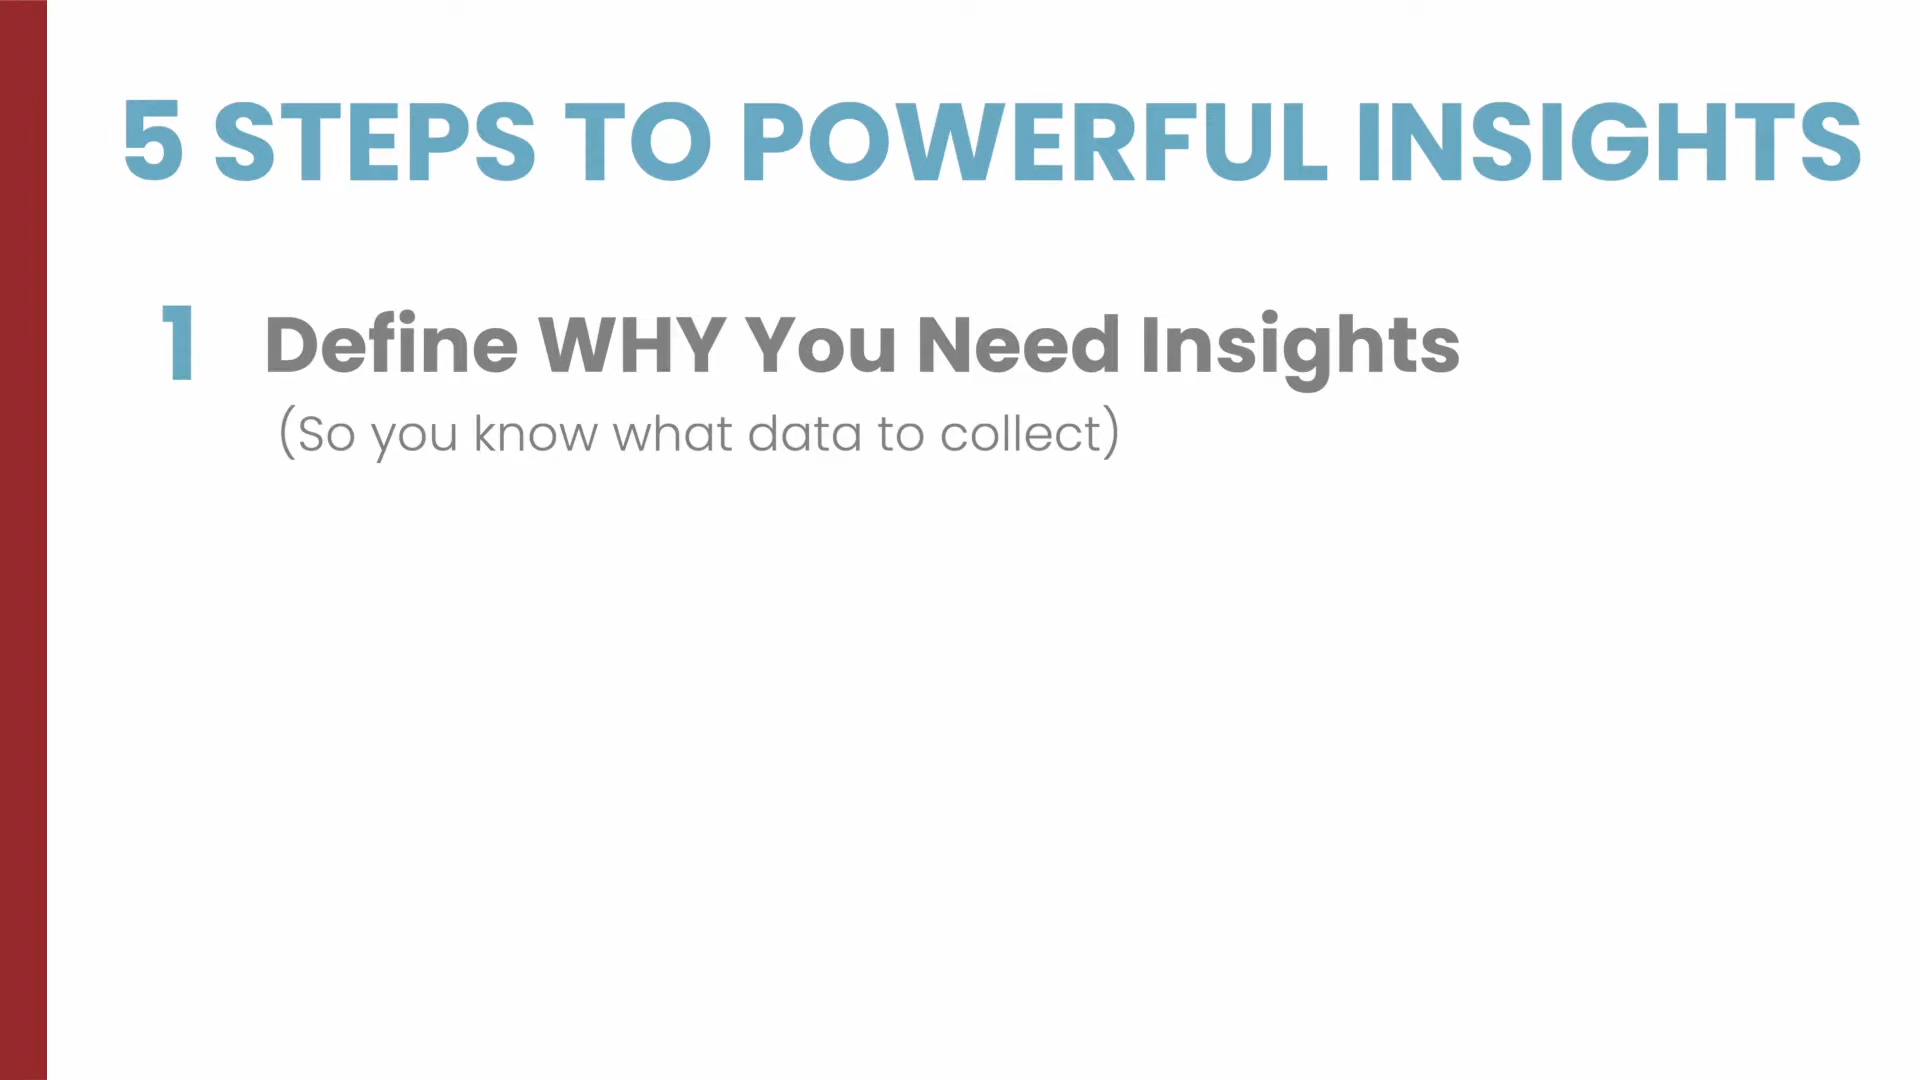 5 STEPS TO POWERFUL INSIGHTS
1 Define WHY You Need Insights
(So you know what data to collect)